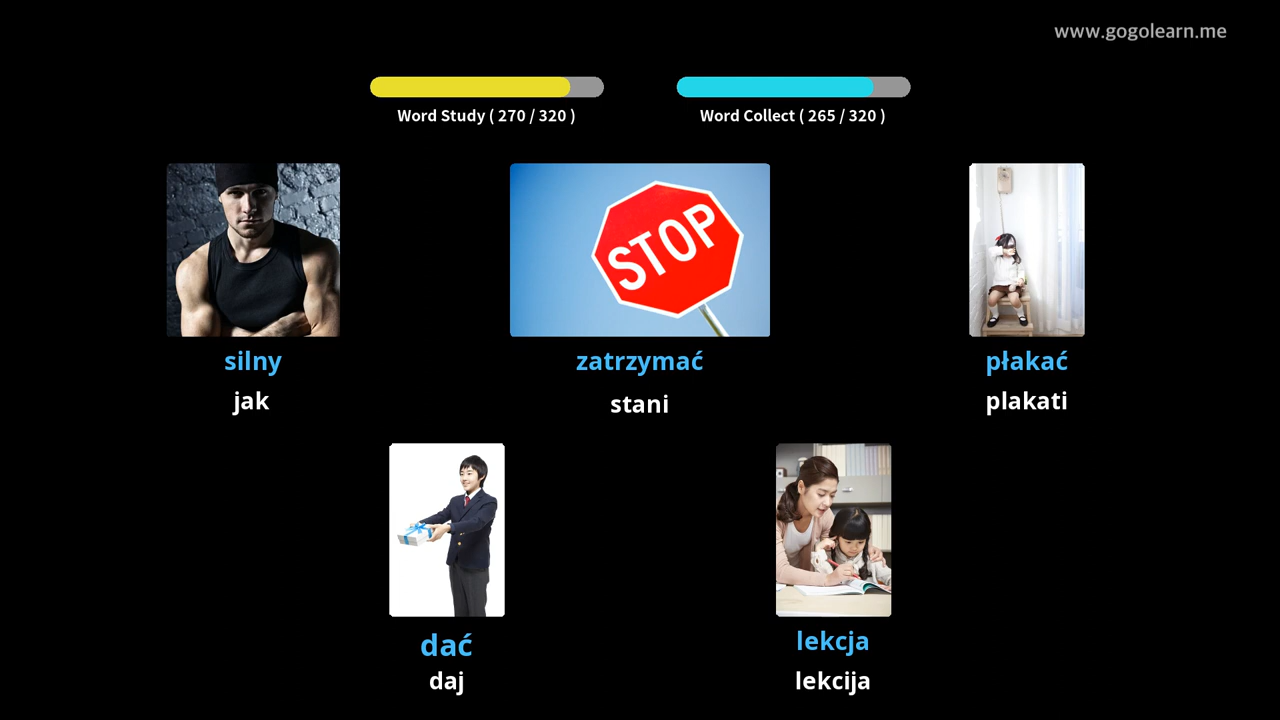 www.gogolearn.me
Word Study ( 270 / 320 )
Word Collect ( 265 / 320 )
STOP
silny
jak
zatrzymać
stani
płakać
plakati
dać
daj
lekcja
lekcija